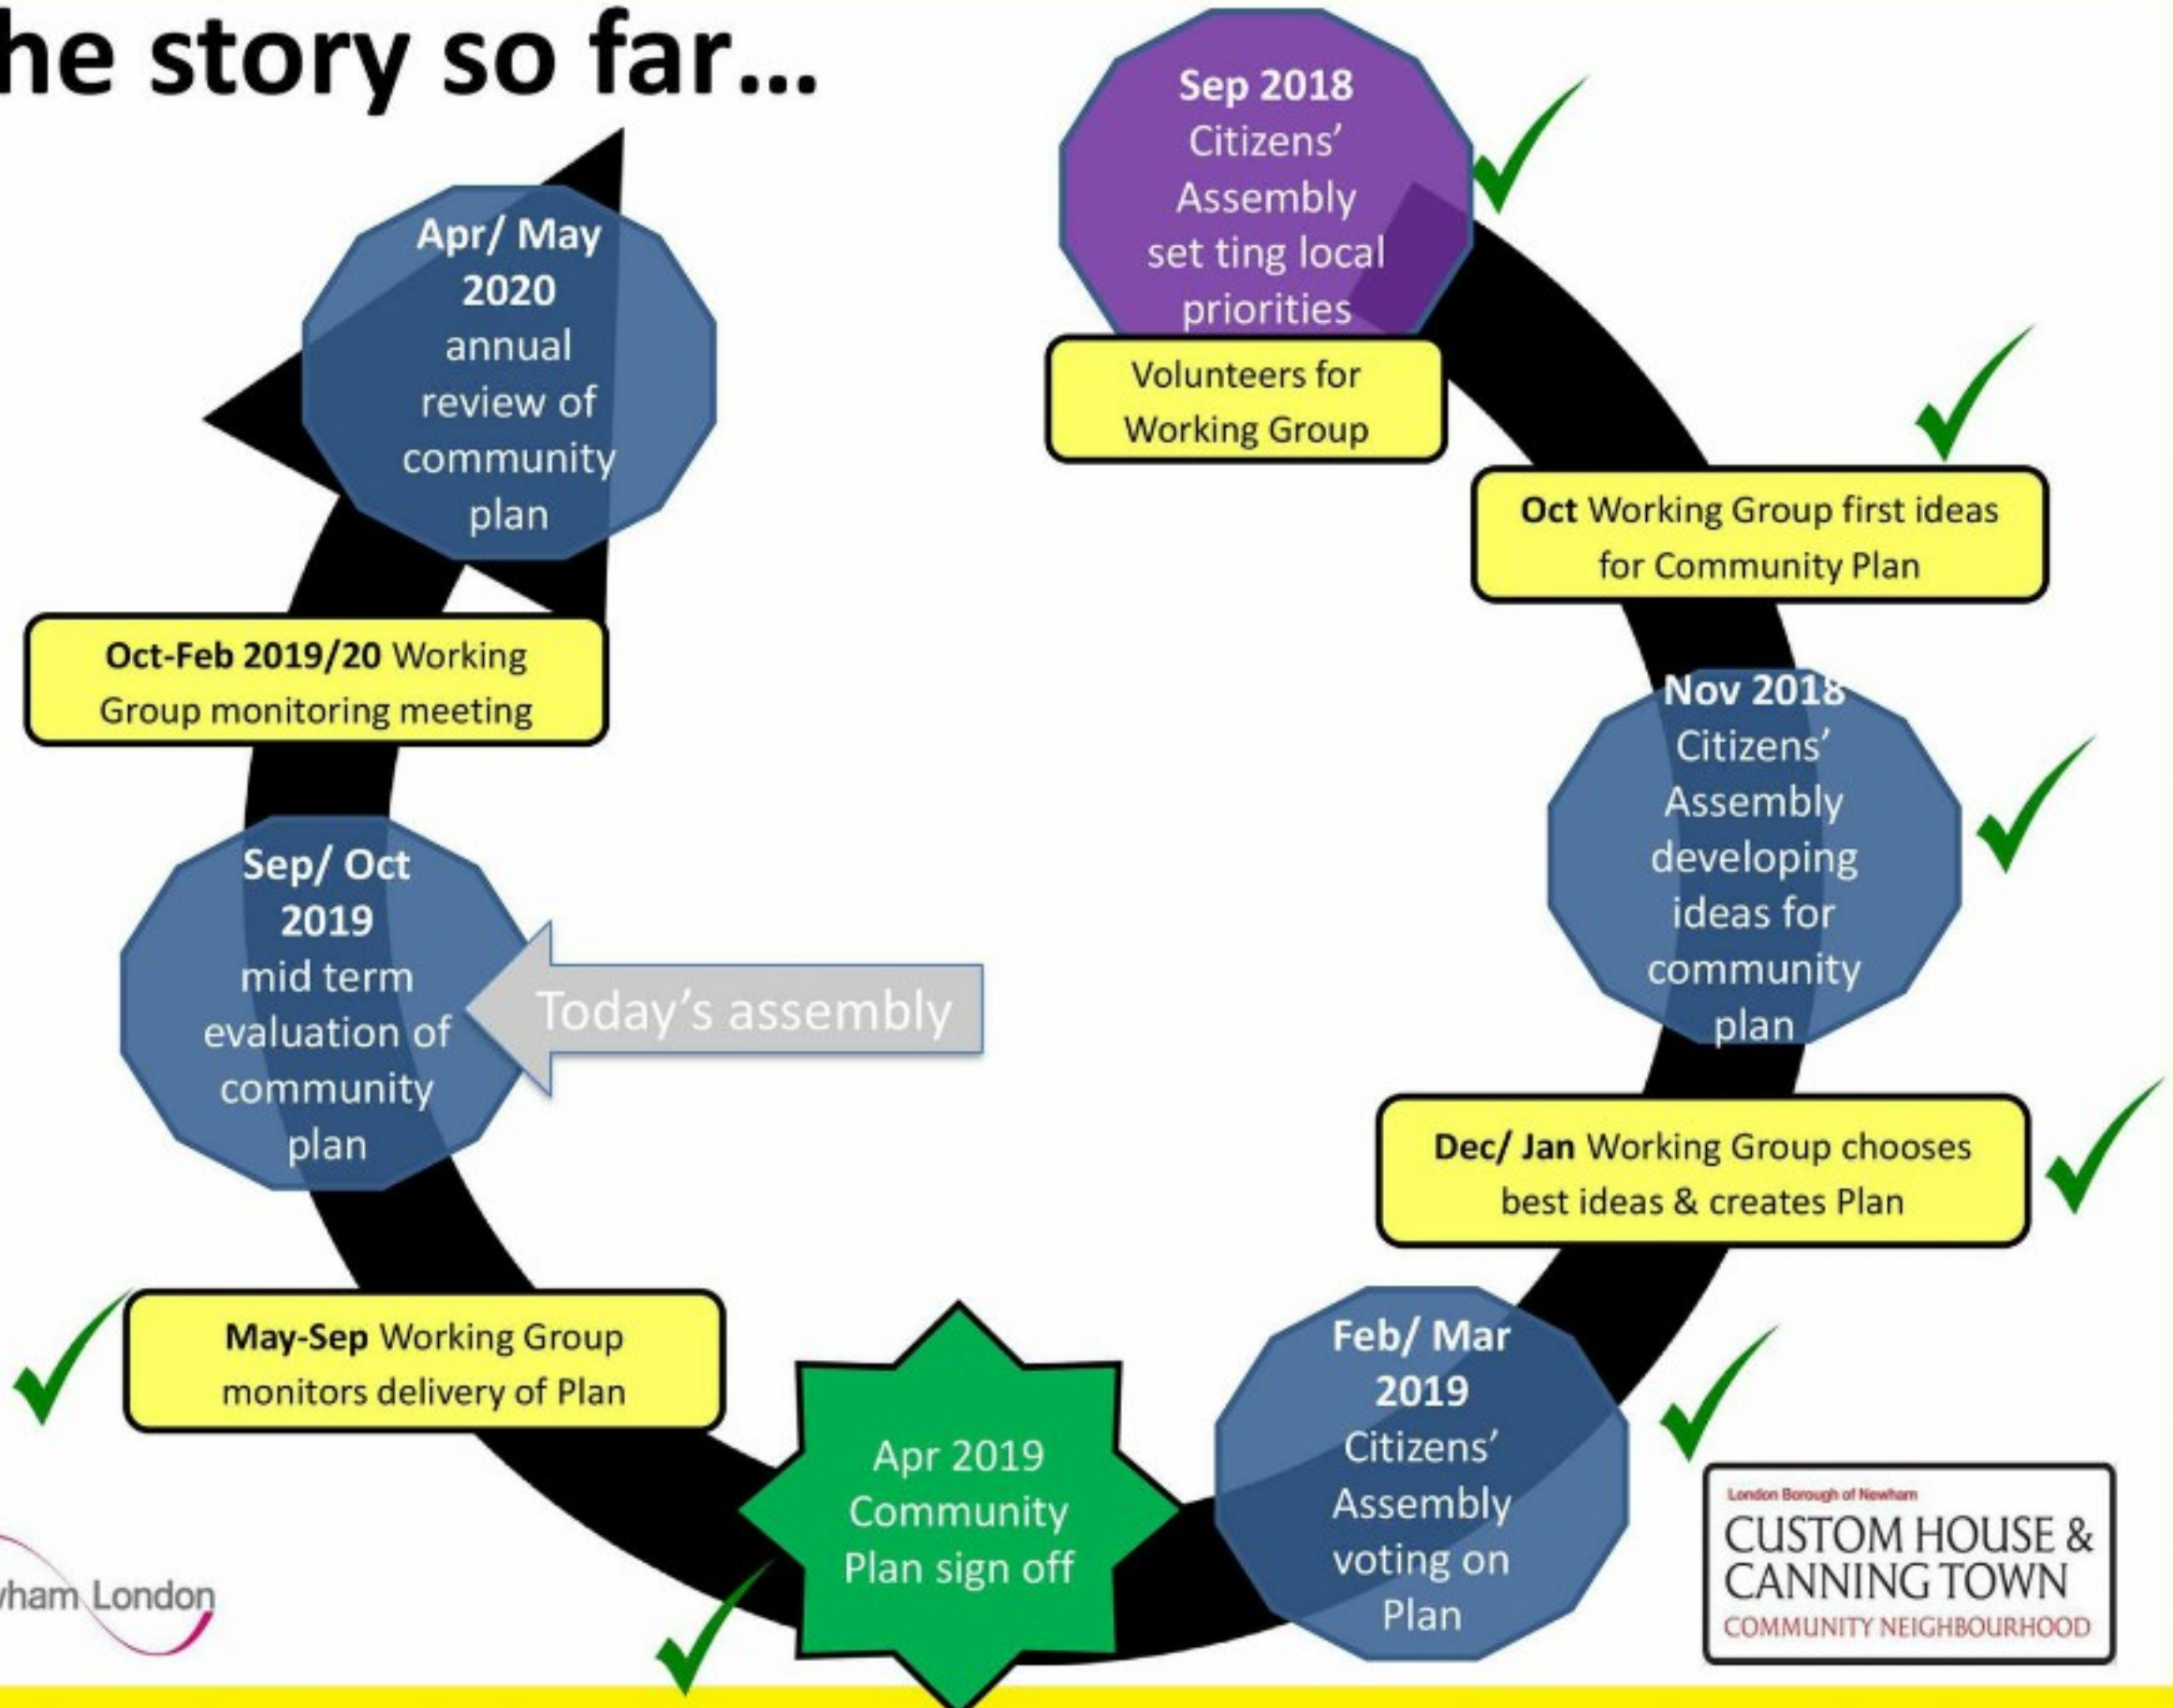 he story so far...
Sep 2018
Citizens'
Assembly
set ting local
priorities
Volunteers for
Working Group
Oct Working Group first ideas
for Community Plan
Nov 2018
Citizens'
Assembly
developing
ideas for
community
plan
Dec/ Jan Working Group chooses
best ideas & creates Plan
Feb/ Mar
2019
Citizens'
Assembly
voting on
Plan
Apr 2019
Community
Plan sign off
May-Sep Working Group
monitors delivery of Plan
Sep/ Oct
2019
mid term
evaluation of
community
plan
Today's assembly
Oct-Feb 2019/20 Working
Group monitoring meeting
Apr/ May
2020
annual
review of
community
plan
ham London
London Borough of Newham
CUSTOM HOUSE &
CANNING TOWN
COMMUNITY NEIGHBOURHOOD